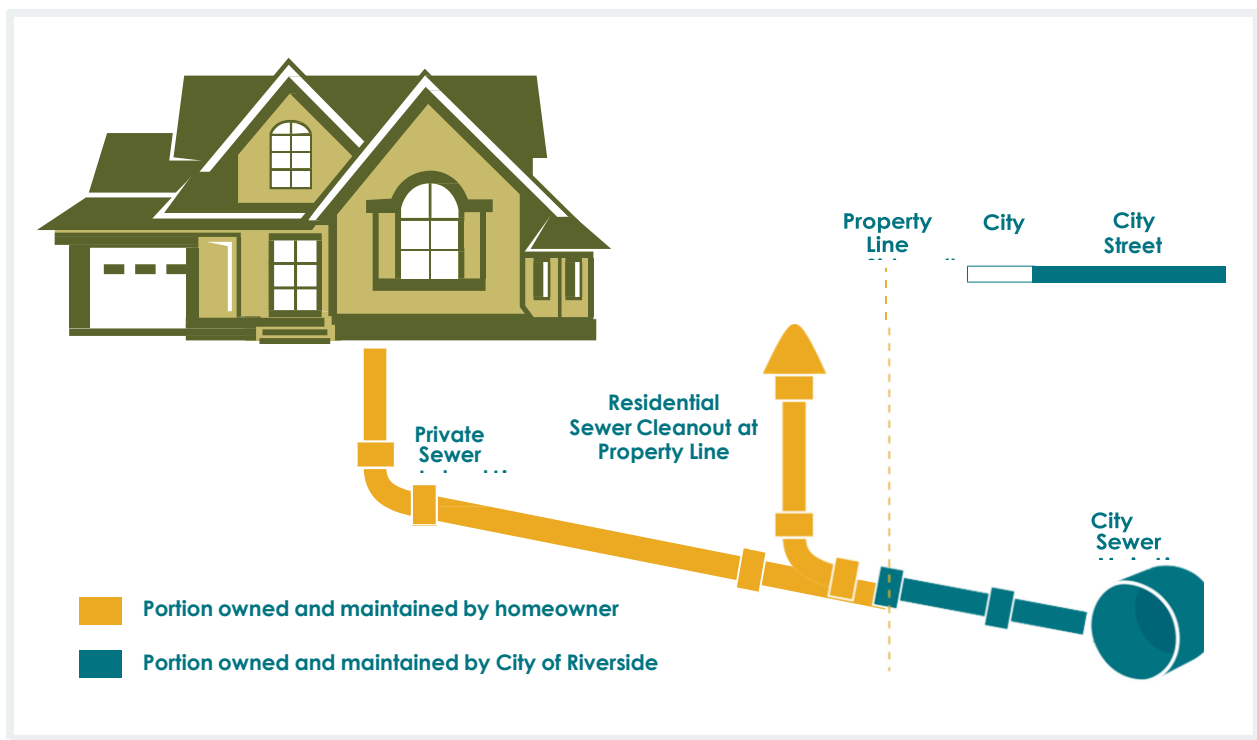 Property
Line
City
City
Street
Residential
Sewer Cleanout at
Property Line
Private
Sewer
City
Sewer
Portion owned and maintained by homeowner
Portion owned and maintained by City of Riverside